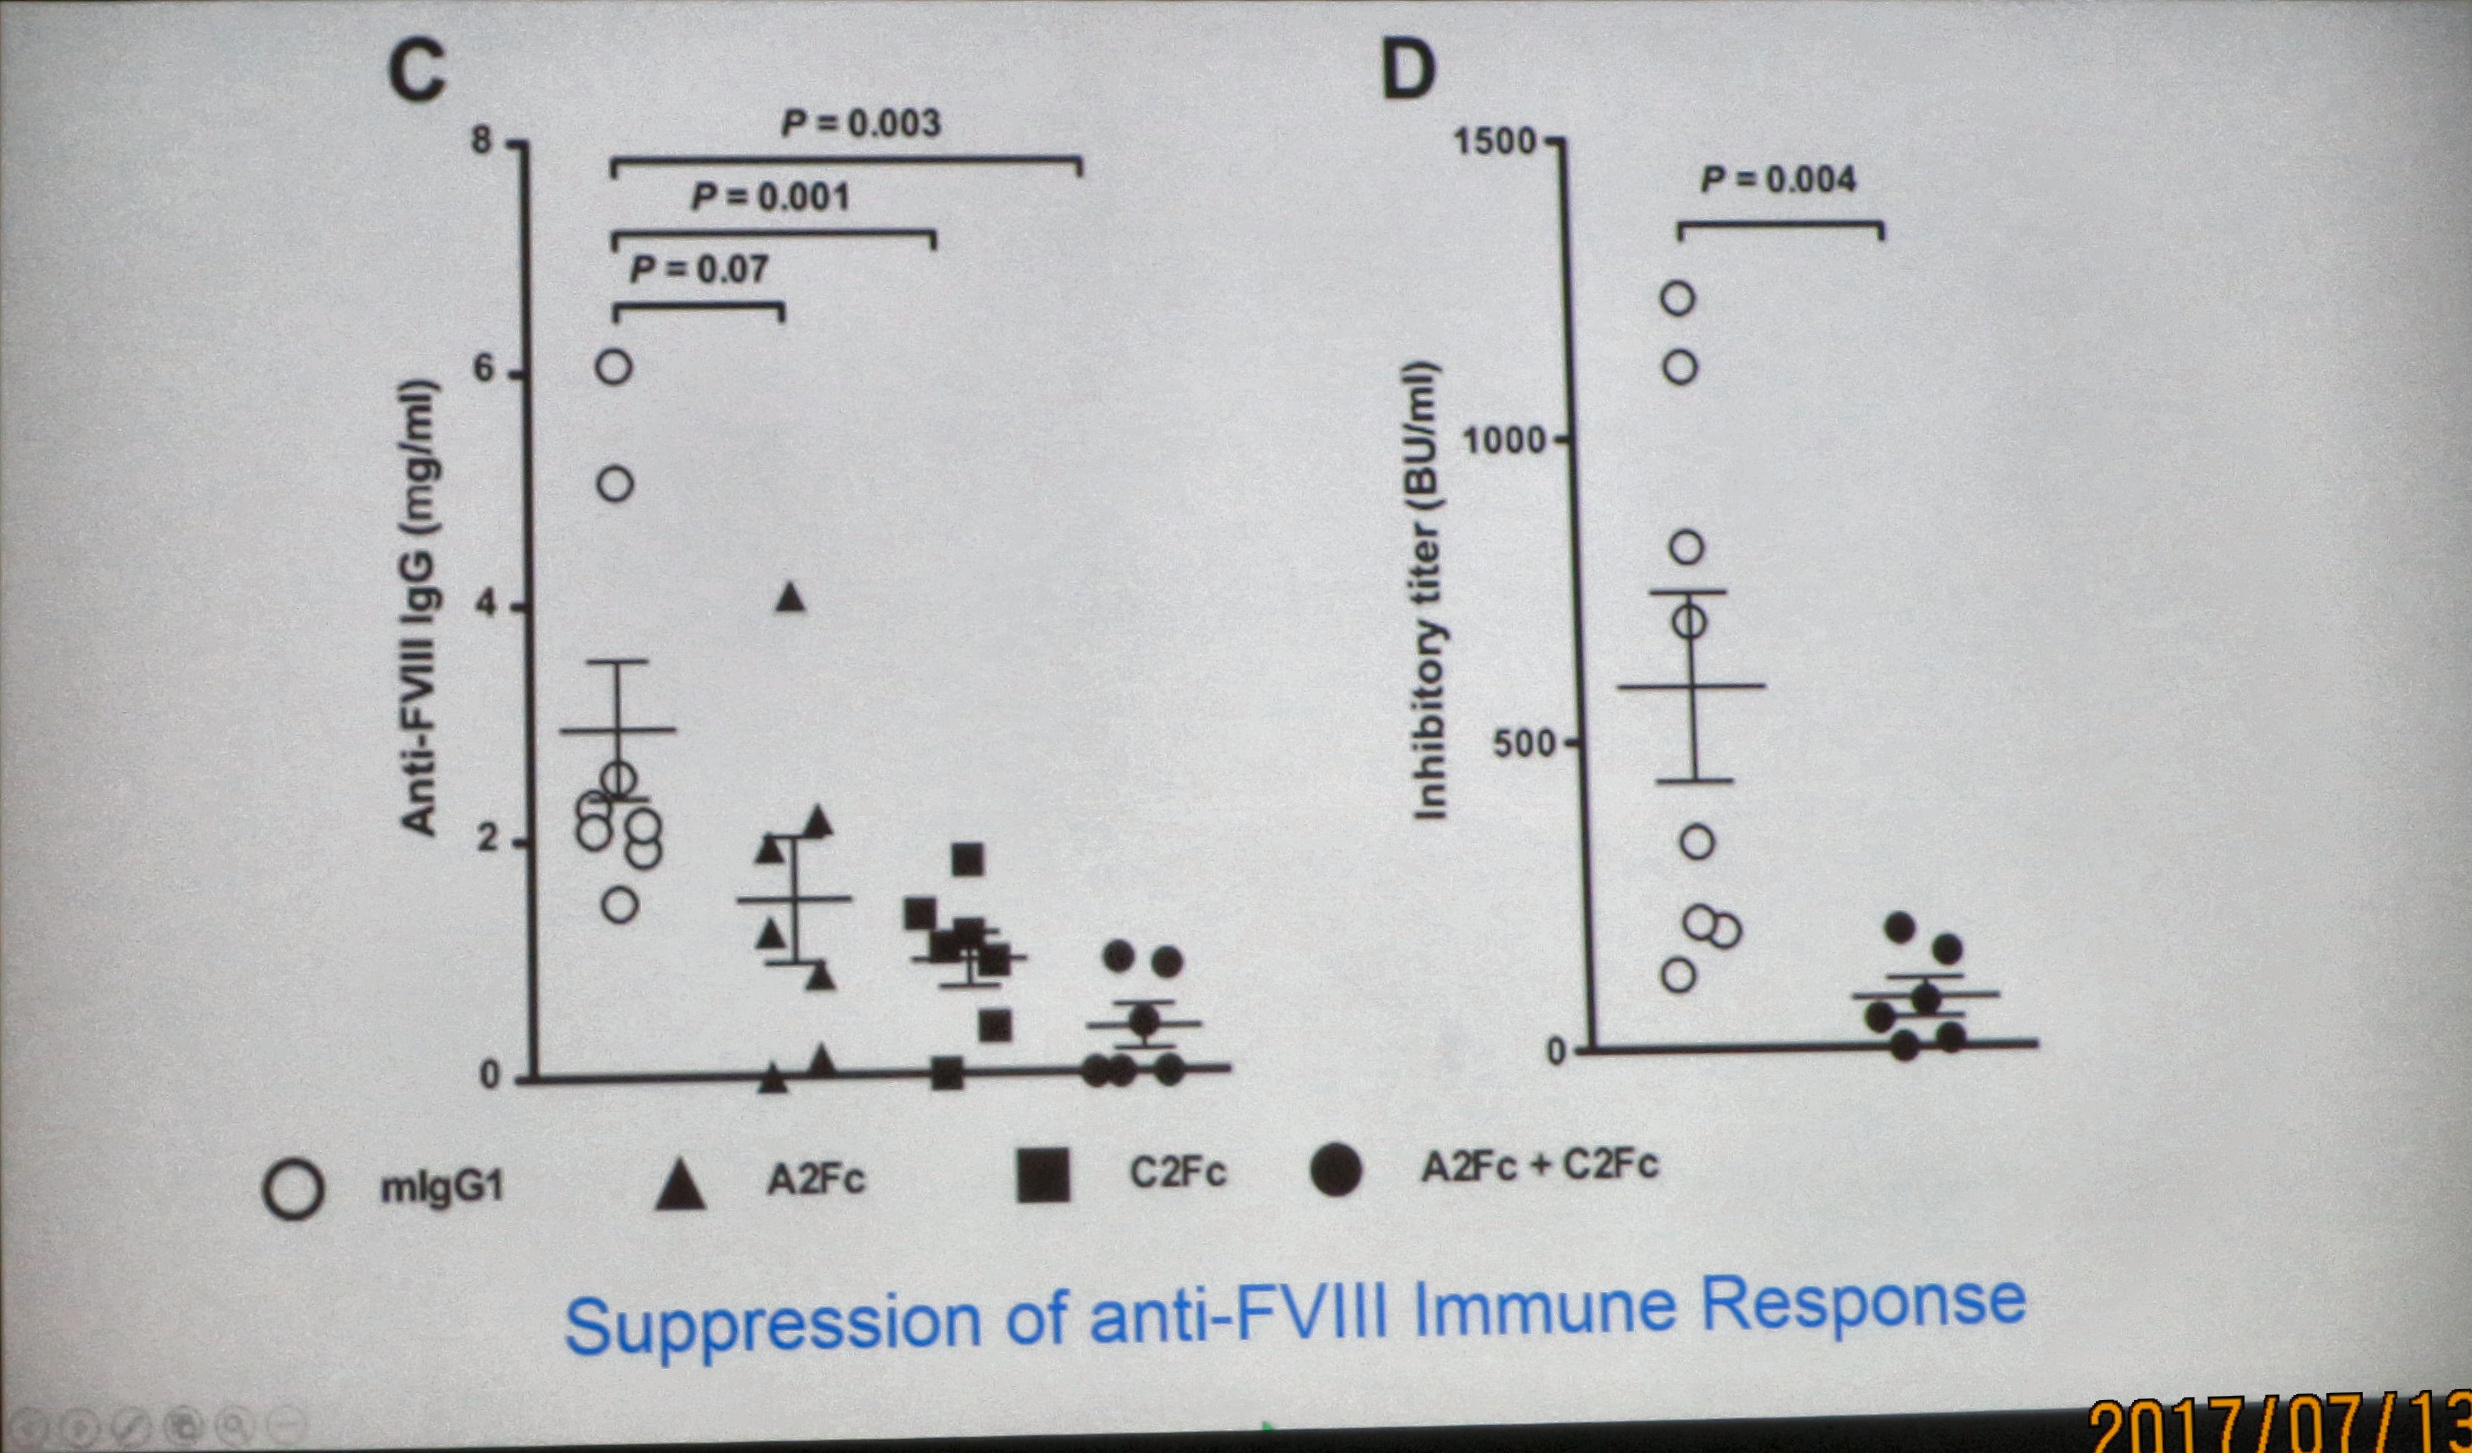 C
P = 0.003
P = 0.001
P = 0.07
8
6
4
2
0
Anti-FVIII IgG (mg/ml)
D
P = 0.004
1500
1000
500
0
Inhibitory titer (BU/ml)
mIgG1 A2Fc C2Fc A2Fc + C2Fc
Suppression of anti-FVIII Immune Response
2017/07/13